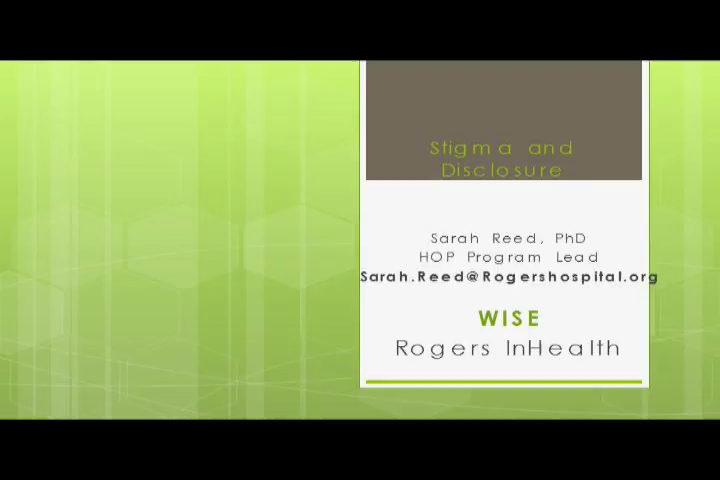 Stigma and
Disclosure
Sarah Reed, PhD
HOP Program Lead
Sarah.Reed@Rogershospital.org
WISE
Rogers InHealth